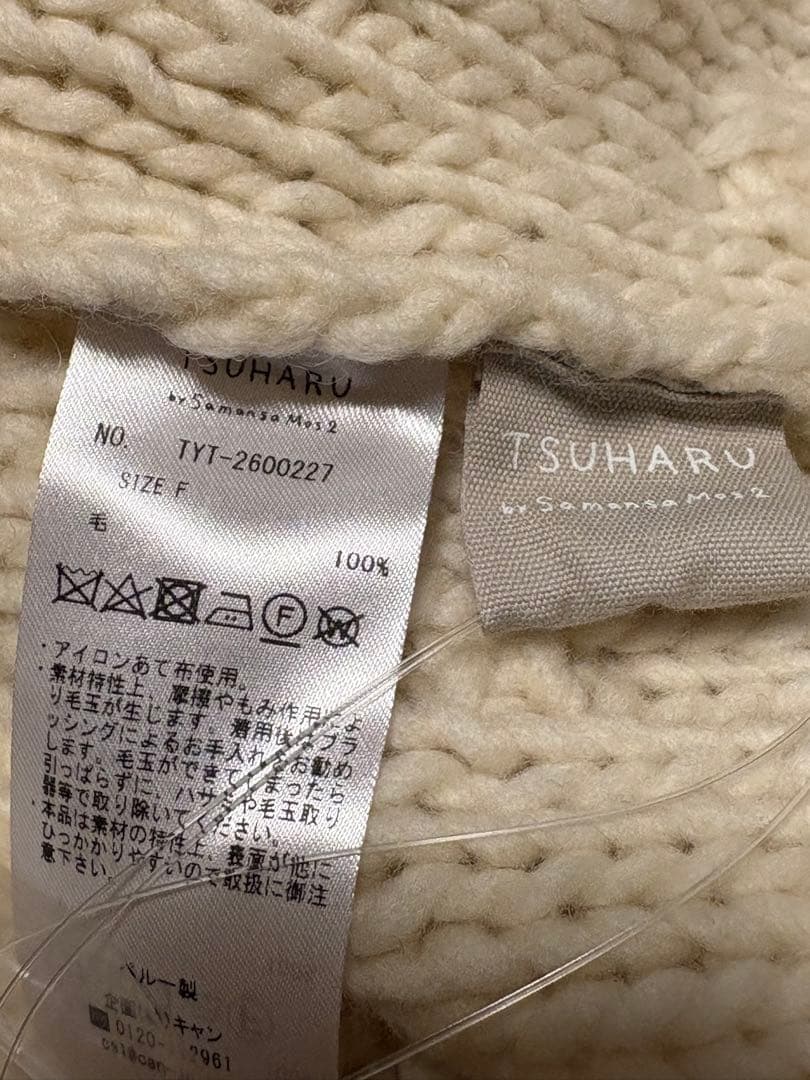 TSUHARU
by Samansa Mos2
NO. TYT-2600227
SIZE F
毛
100%
F
W
・アイロンあて布使用。
・素材特性上、摩擦やもみ作用によ
り毛玉が生じます。着用後はブラ
ッシングによるお手入れをお勧め
します。毛玉ができてしまったら
引っぱらずに、ハサミや毛玉取り
器等で取り除いてください。
・本品は素材の特性上、表面が他に
ひっかかりやすいので取扱に御注
意下さい。
ペルー製
キャン
0120- 2961
TSUHARU
by Samansa Mos2